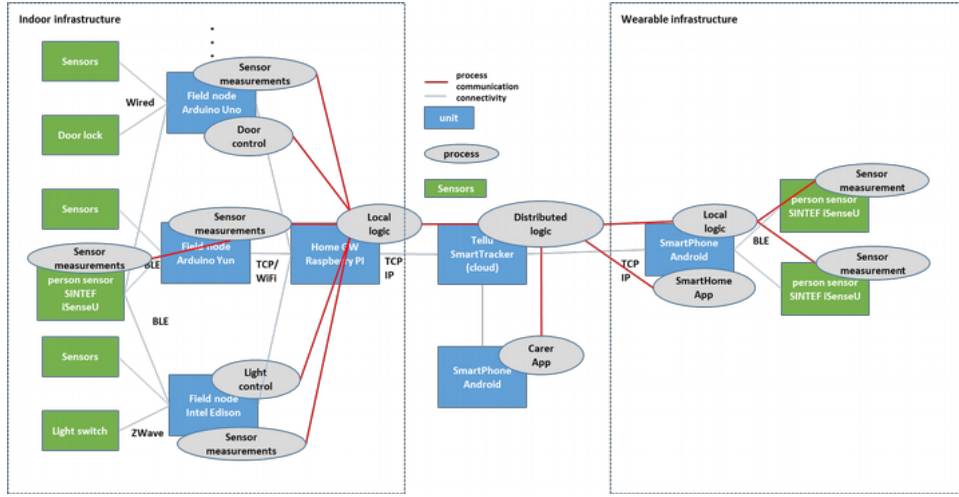 Indoor infrastructure
Wearable infrastructure
Sensors
Sensor
measurements
Field node
Arduino Uno
Wired
Door lock
Door
control
process
communication
connectivity
unit
process
Sensors
Sensors
Sensor
measurements
Field node
Arduino Yun
Local
logic
Home GW
Raspberry PI
TCP/
WiFi
TCP
IP
Distributed
logic
Tellu
SmartTracker
(cloud)
TCP
IP
Local
logic
SmartPhone
Android
SmartHome
App
BLE
Sensor
measurement
person sensor
SINTEF iSenseU
Sensor
measurement
person sensor
SINTEF iSenseU
Sensor
measurements
person sensor
SINTEF
iSenseU
BLE
BLE
Sensors
Light
control
Field node
Intel Edison
Light switch
ZWave
Sensor
measurements
Carer
App
SmartPhone
Android